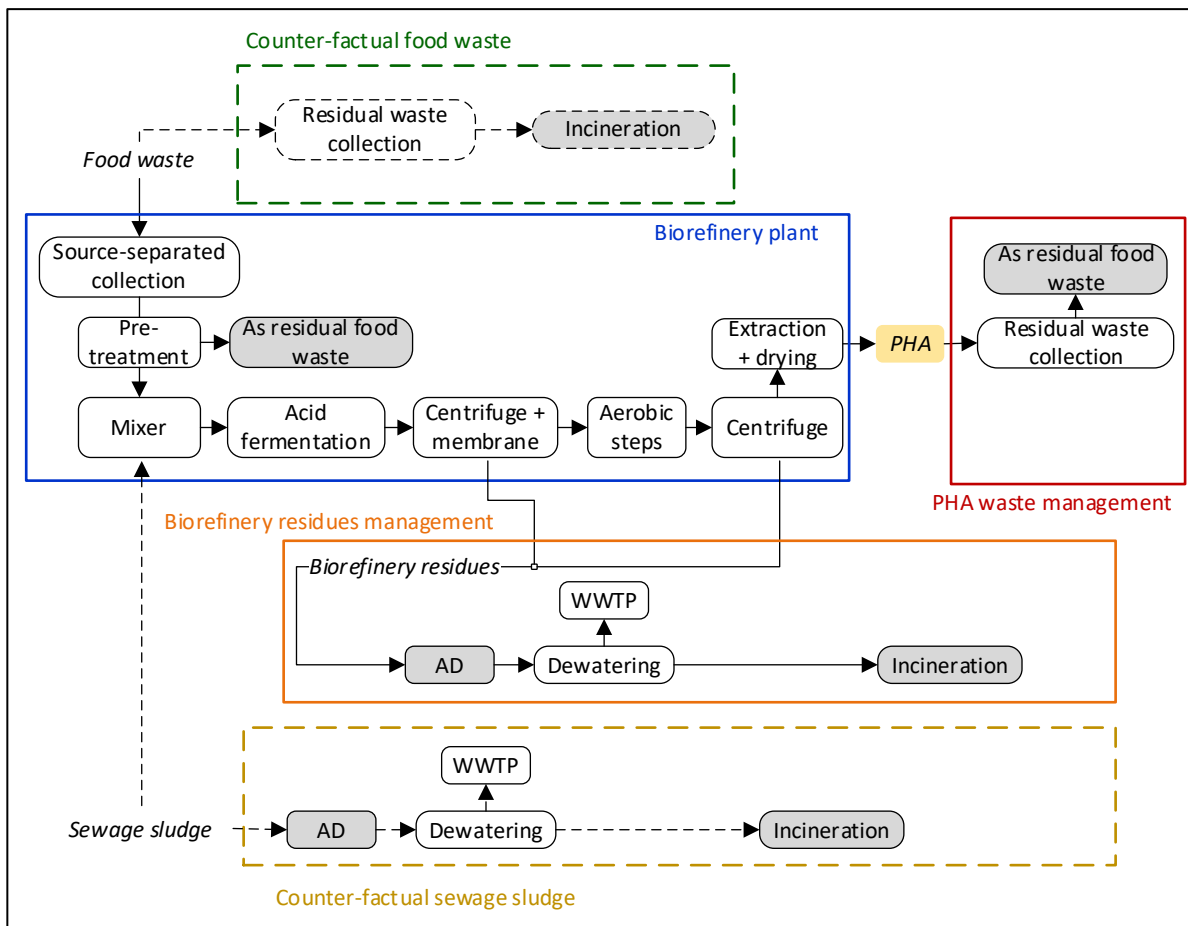 Counter-factual food waste
Residual waste
collection
Incineration
Food waste
Biorefinery plant
Source-separated
collection
As residual food
waste
Pre-
treatment
As residual food
waste
Extraction
+ drying
PHA
Residual waste
collection
Mixer
Acid
fermentation
Centrifuge +
membrane
Aerobic
steps
Centrifuge
PHA waste management
Biorefinery residues management
Biorefinery residues
WWTP
AD
Dewatering
Incineration
WWTP
Sewage sludge
AD
Dewatering
Incineration
Counter-factual sewage sludge